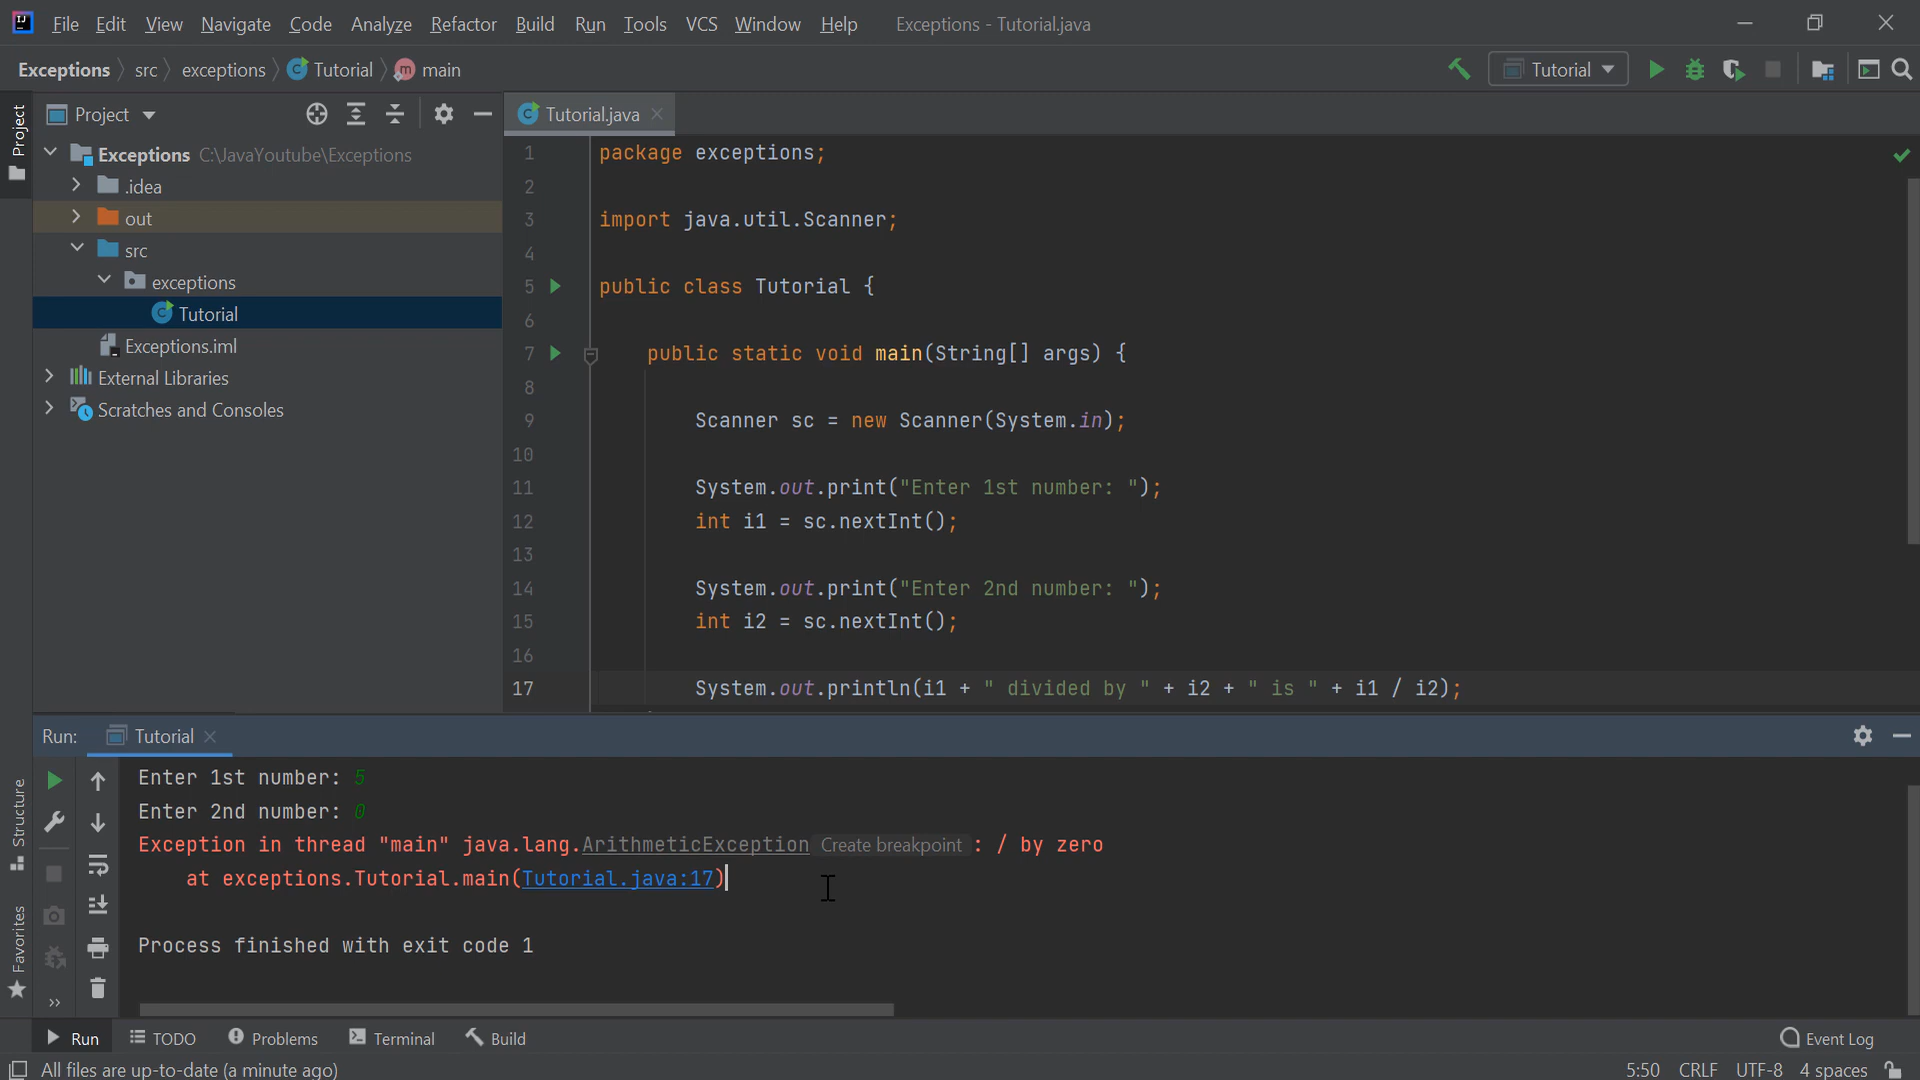 File Edit View Navigate Code Analyze Refactor Build Run Tools VCS Window Help Exceptions - Tutorial.java
Exceptions src exceptions Tutorial main
Tutorial
Project
Project
Tutorial.java
Exceptions C:\JavaYoutube\Exceptions
.idea
out
src
exceptions
Tutorial
Exceptions.iml
External Libraries
Scratches and Consoles
1 package exceptions;
2
3 import java.util.Scanner;
4
5 public class Tutorial {
6
7 public static void main(String[] args) {
8
9 Scanner sc = new Scanner(System.in);
10
11 System.out.print("Enter 1st number: ");
12 int i1 = sc.nextInt();
13
14 System.out.print("Enter 2nd number: ");
15 int i2 = sc.nextInt();
16
17 System.out.println(i1 + " divided by " + i2 + " is " + i1 / i2);
Run: Tutorial
Enter 1st number: 5
Enter 2nd number: 0
Exception in thread "main" java.lang.ArithmeticException Create breakpoint : / by zero
at exceptions.Tutorial.main(Tutorial.java:17)
Process finished with exit code 1
Structure
Favorites
Run TODO Problems Terminal Build Event Log
All files are up-to-date (a minute ago) 5:50 CRLF UTF-8 4 spaces